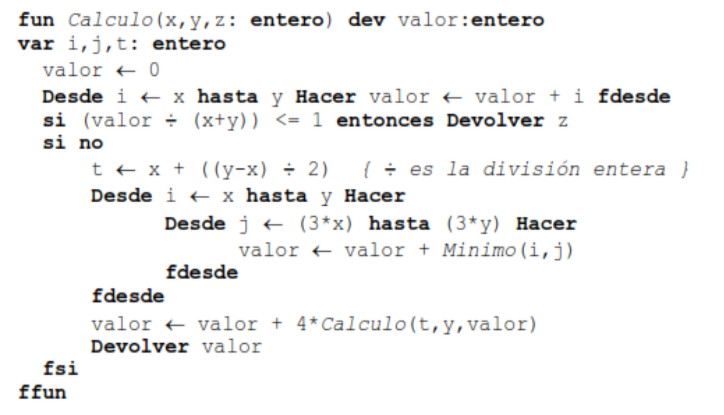 fun Calculo(x,y,z: entero) dev valor:entero
var i,j,t: entero
valor ← 0
Desde i ← x hasta y Hacer valor ← valor + i fdesde
si (valor ÷ (x+y)) <= 1 entonces Devolver z
si no
t ← x + ((y-x) ÷ 2) { ÷ es la división entera }
Desde i ← x hasta y Hacer
Desde j ← (3*x) hasta (3*y) Hacer
valor ← valor + Minimo(i,j)
fdesde
fdesde
valor ← valor + 4*Calculo(t,y,valor)
Devolver valor
fsi
ffun